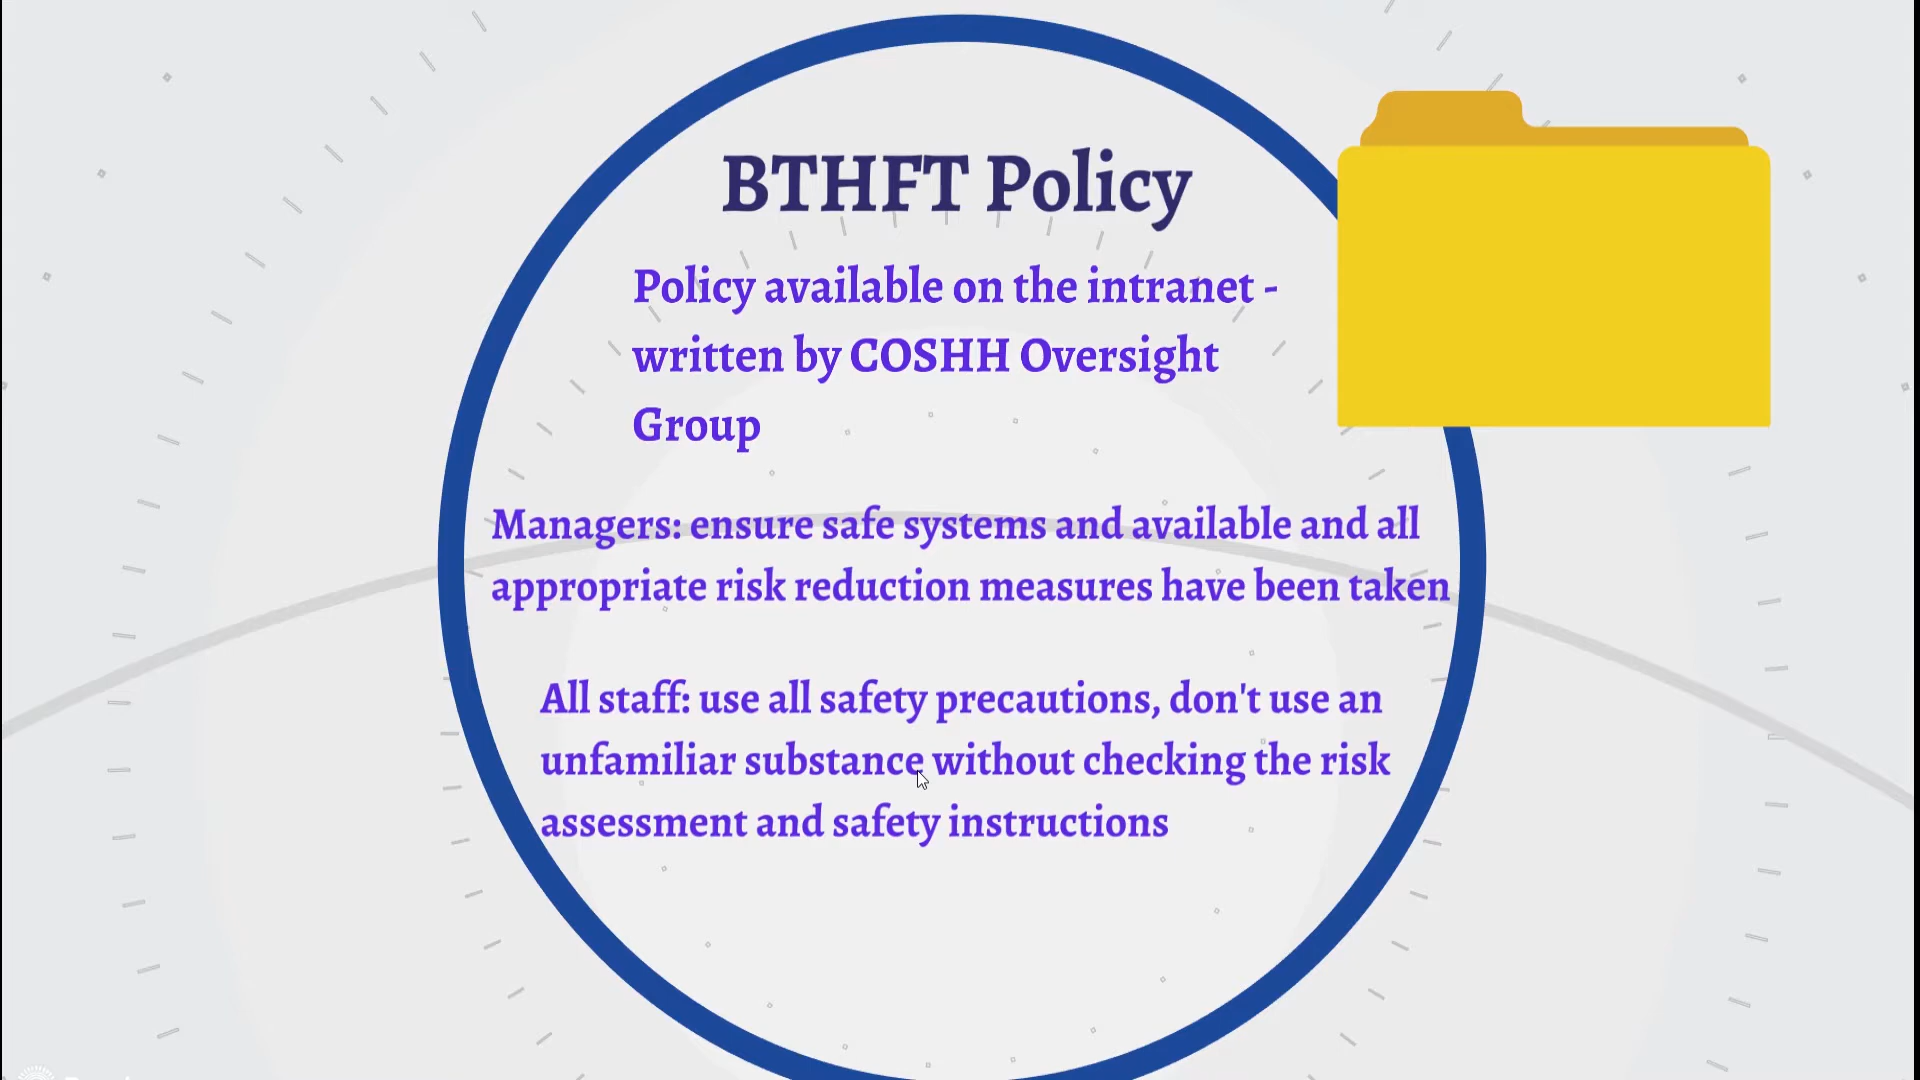 BTHFT Policy
Policy available on the intranet -
written by COSHH Oversight
Group
Managers: ensure safe systems and available and all
appropriate risk reduction measures have been taken
All staff: use all safety precautions, don't use an
unfamiliar substance without checking the risk
assessment and safety instructions